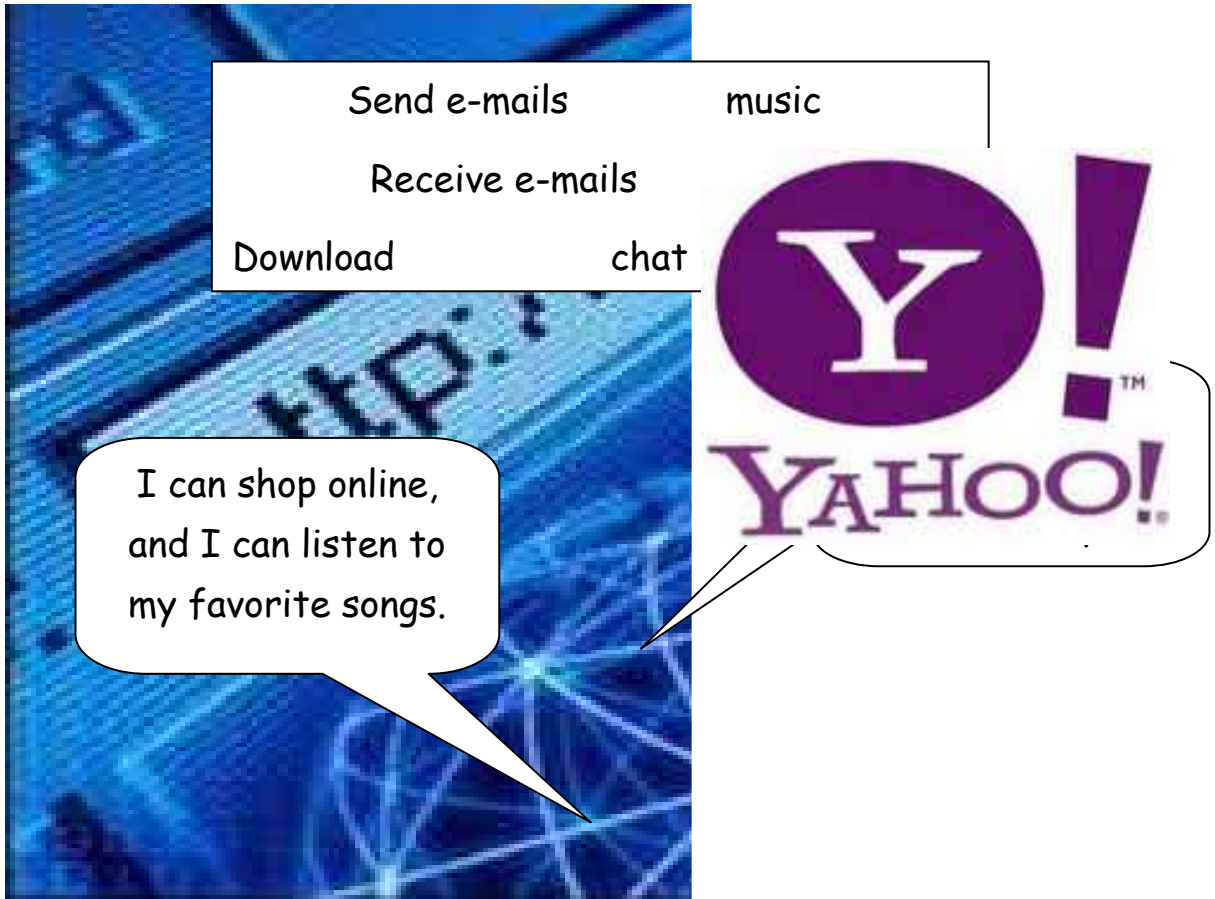 Send e-mails music
Receive e-mails
Download chat
ttp:/
Y!
TM
YAHOO!
I can shop online,
and I can listen to
my favorite songs.